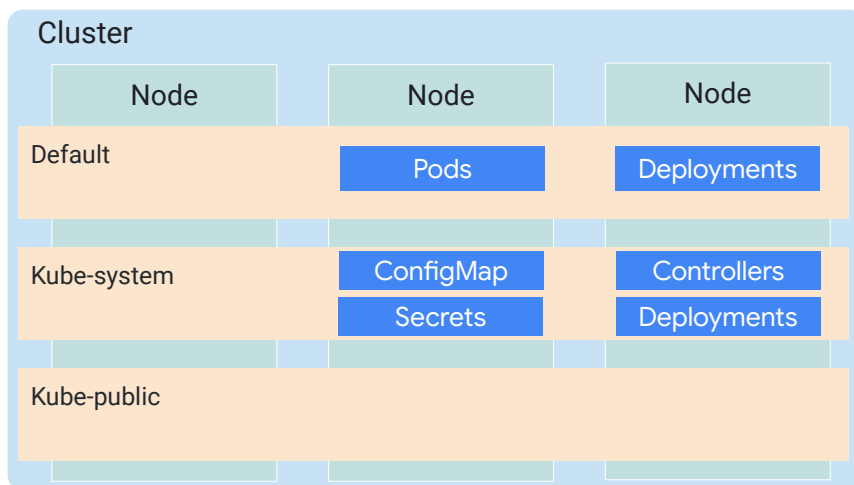 Cluster
Node
Node
Node
Default
Pods
Deployments
Kube-system
ConfigMap
Controllers
Secrets
Deployments
Kube-public